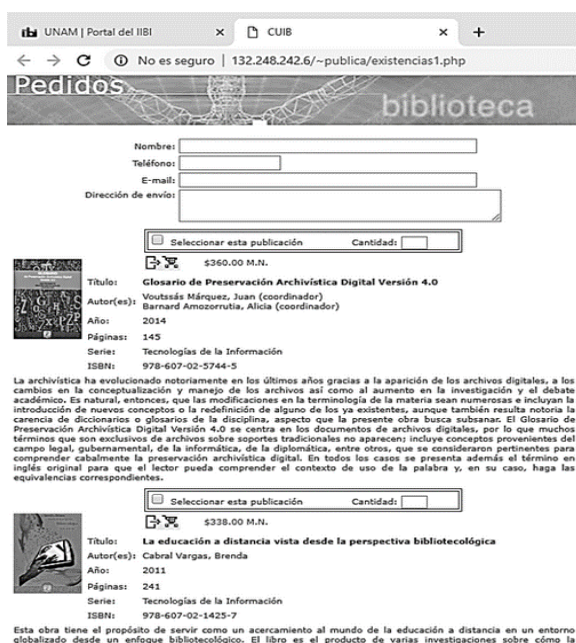 UNAM | Portal del IIBI
CUIB
No es seguro | 132.248.242.6/~publica/existencias1.php
Pedidos
biblioteca
Nombre:
Teléfono:
E-mail:
Dirección de envío:
Seleccionar esta publicación Cantidad:
$360.00 M.N.
Título: Glosario de Preservación Archivística Digital Versión 4.0
Autor(es): Voutssás Márquez, Juan (coordinador)
Barnard Amozorrutia, Alicia (coordinadora)
Año: 2014
Páginas: 145
Serie: Tecnologías de la Información
ISBN: 978-607-02-5744-5
La archivística ha evolucionado notoriamente en los últimos años gracias a la aparición de los archivos digitales, a los
cambios en la conceptualización y manejo de los archivos así como al aumento en la investigación y el debate
académico. Es natural, entonces, que las modificaciones en la terminología de la materia sean numerosas e incluyan la
introducción de nuevos conceptos o la redefinición de alguno de los ya existentes, aunque también resulta notoria la
carencia de diccionarios o glosarios de la disciplina, aspecto que la presente obra busca subsanar. El Glosario de
Preservación Archivística Digital Versión 4.0 se centra en los documentos de archivos digitales, por lo que muchos
términos que son exclusivos de archivos sobre soportes tradicionales no aparecen; incluye conceptos provenientes del
campo legal, gubernamental, de la informática, de la diplomática, entre otros, que se consideraron pertinentes para
comprender cabalmente la preservación archivística digital. En todos los casos se presenta además el término en
inglés original para que el lector pueda comprender el contexto de uso de la palabra y, en su caso, haga las
equivalencias correspondientes.
Seleccionar esta publicación Cantidad:
$338.00 M.N.
Título: La educación a distancia vista desde la perspectiva bibliotecológica
Autor(es): Cabral Vargas, Brenda
Año: 2011
Páginas: 241
Serie: Tecnologías de la Información
ISBN: 978-607-02-1425-7
Esta obra tiene el propósito de servir como un acercamiento al mundo de la educación a distancia en un entorno
globalizado desde un enfoque bibliotecológico. El libro es el producto de varias investigaciones sobre cómo la